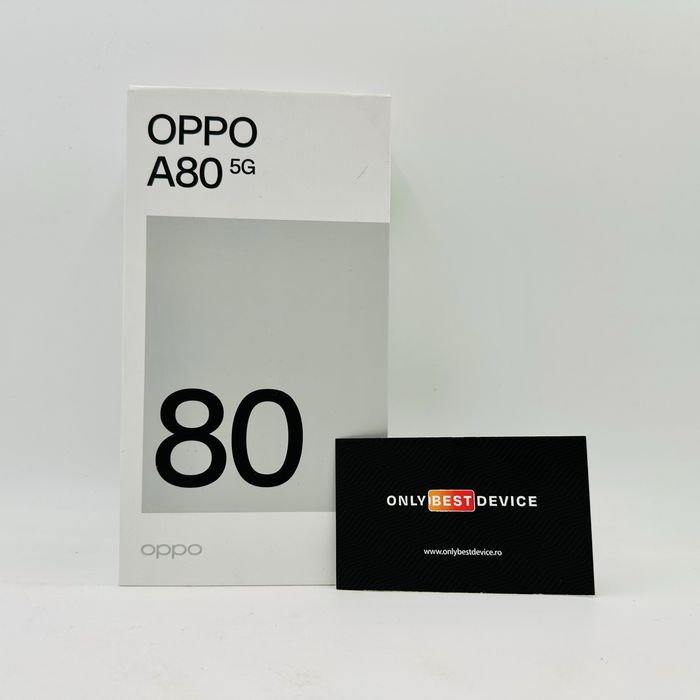 OPPO
A80 5G
80
oppo
ONLY BEST DEVICE
www.onlybestdevice.ro